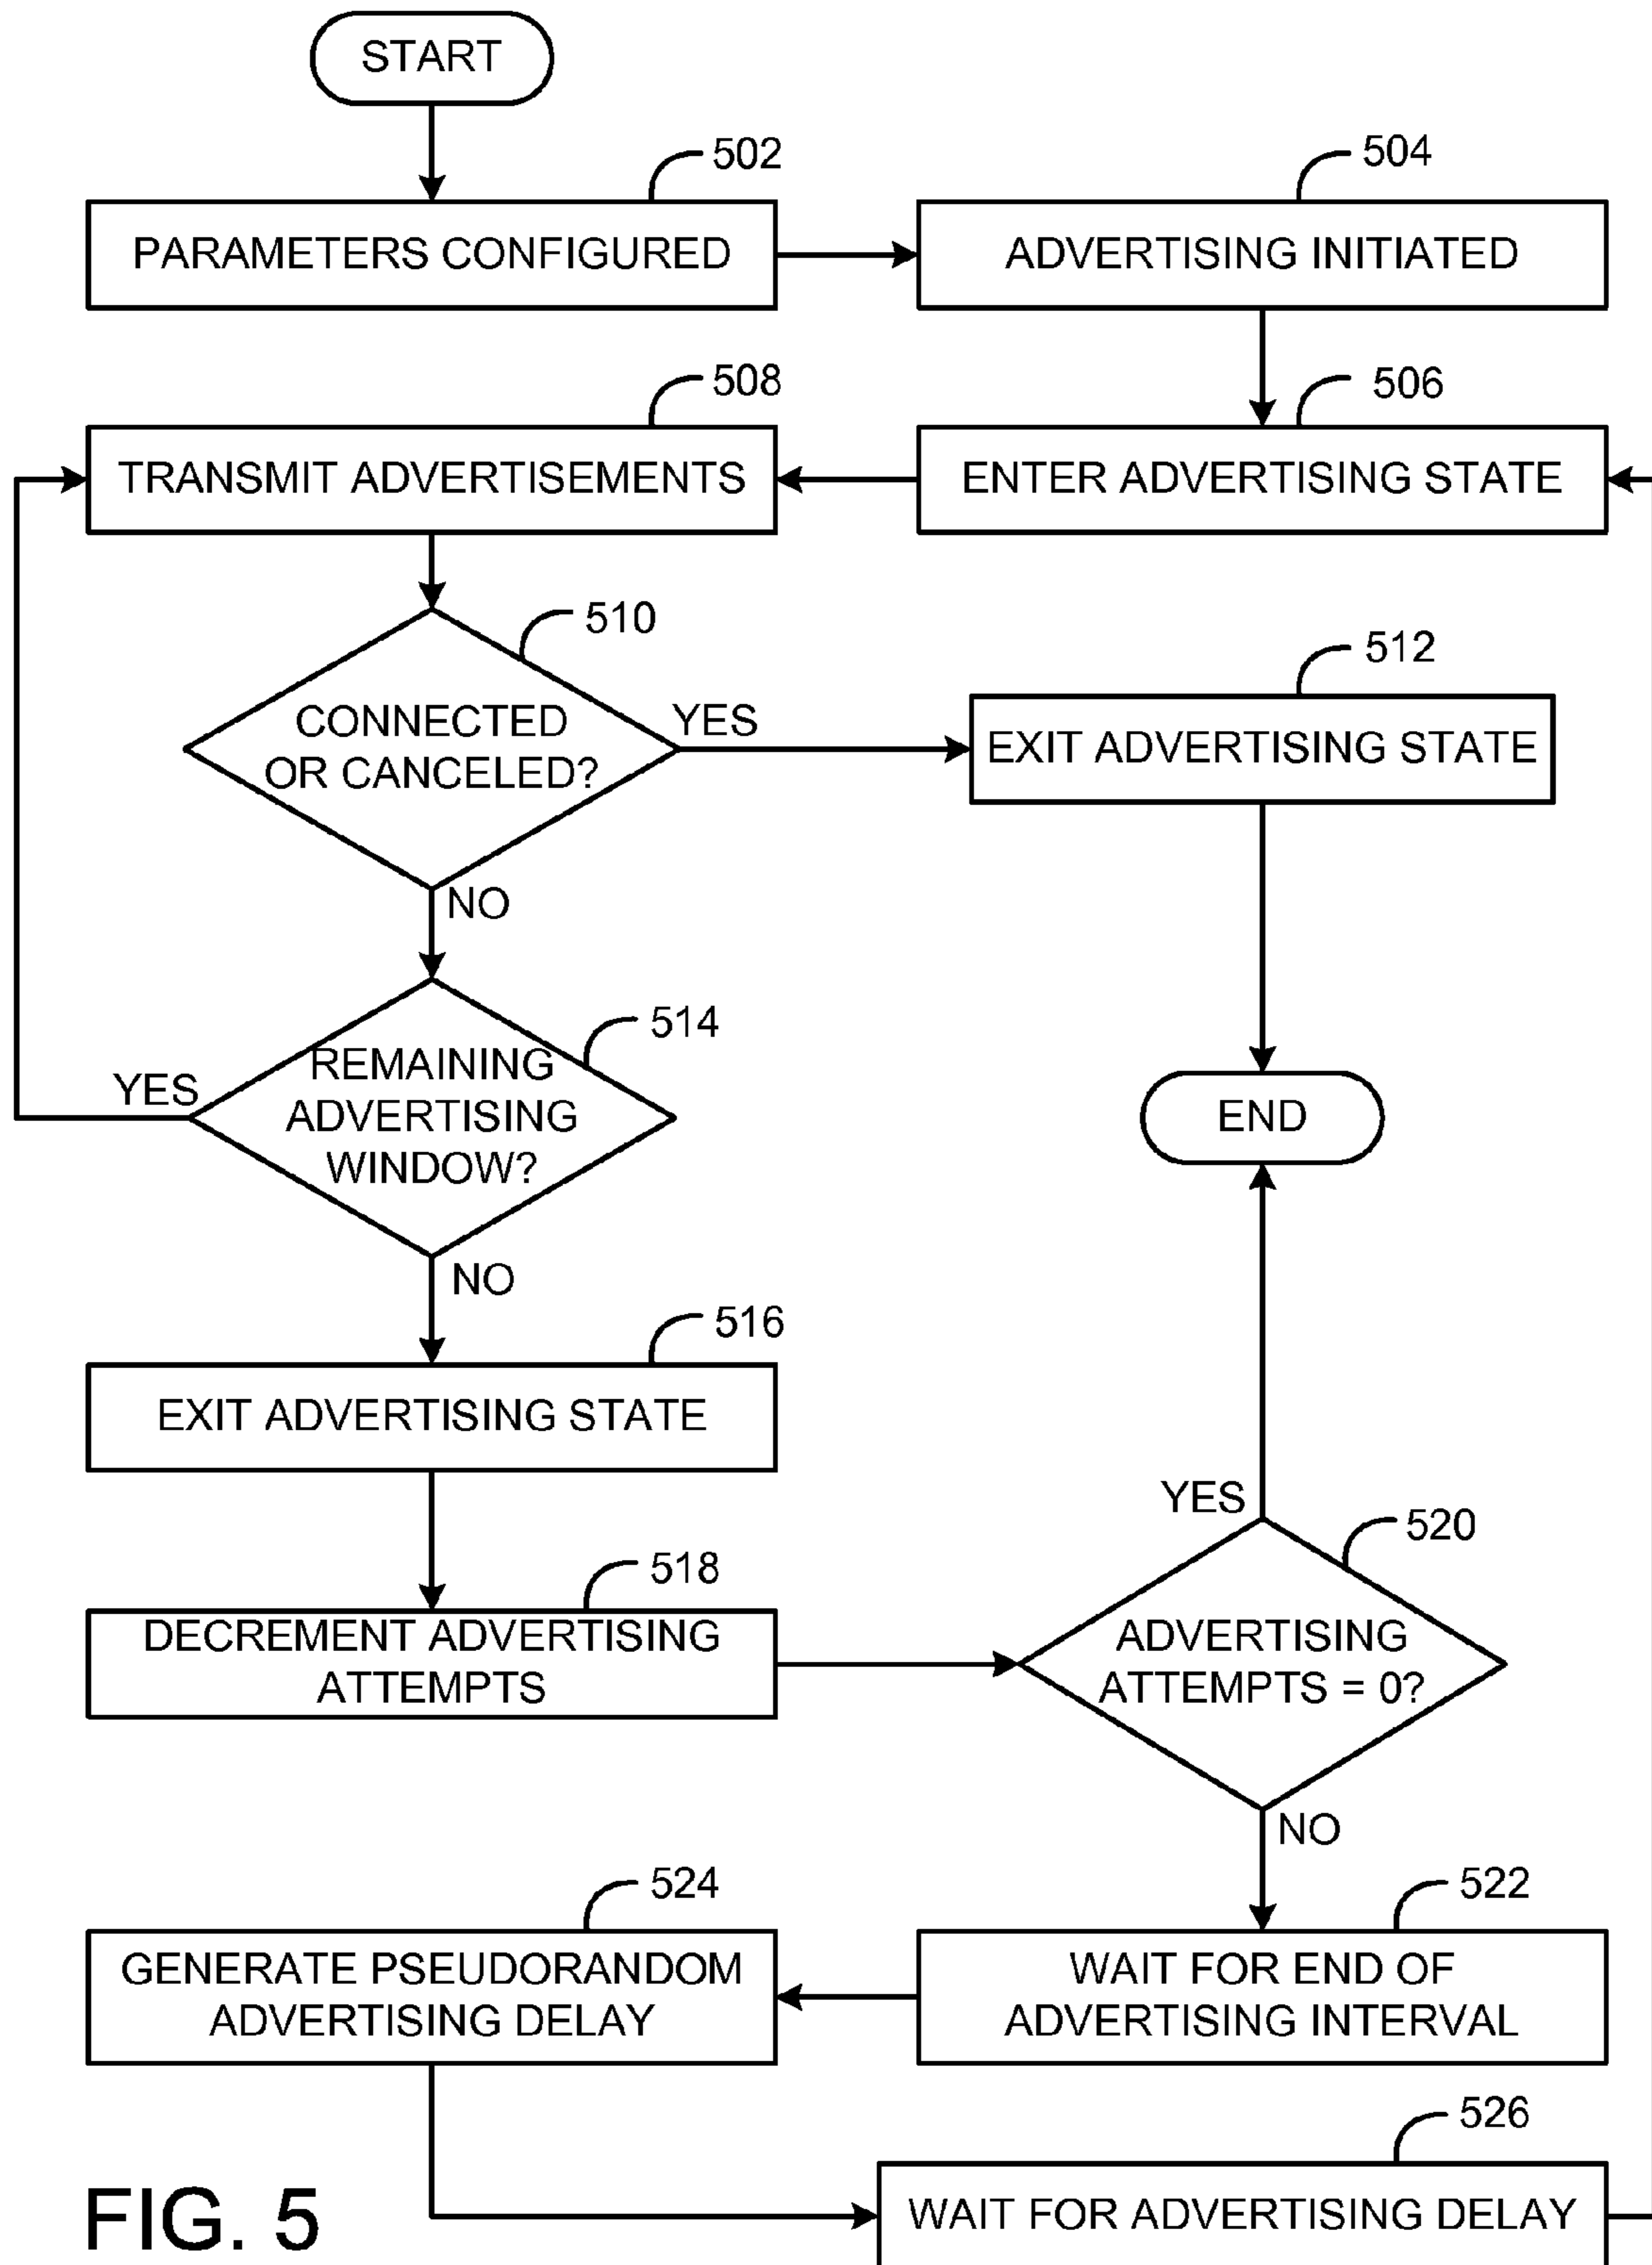 START
502
504
PARAMETERS CONFIGURED
ADVERTISING INITIATED
508
506
TRANSMIT ADVERTISEMENTS
ENTER ADVERTISING STATE
510
512
CONNECTED
OR CANCELED?
YES
EXIT ADVERTISING STATE
NO
514
REMAINING
ADVERTISING
WINDOW?
YES
END
NO
516
EXIT ADVERTISING STATE
YES
520
518
DECREMENT ADVERTISING
ATTEMPTS
ADVERTISING
ATTEMPTS = 0?
NO
524
522
GENERATE PSEUDORANDOM
ADVERTISING DELAY
WAIT FOR END OF
ADVERTISING INTERVAL
526
WAIT FOR ADVERTISING DELAY
FIG. 5